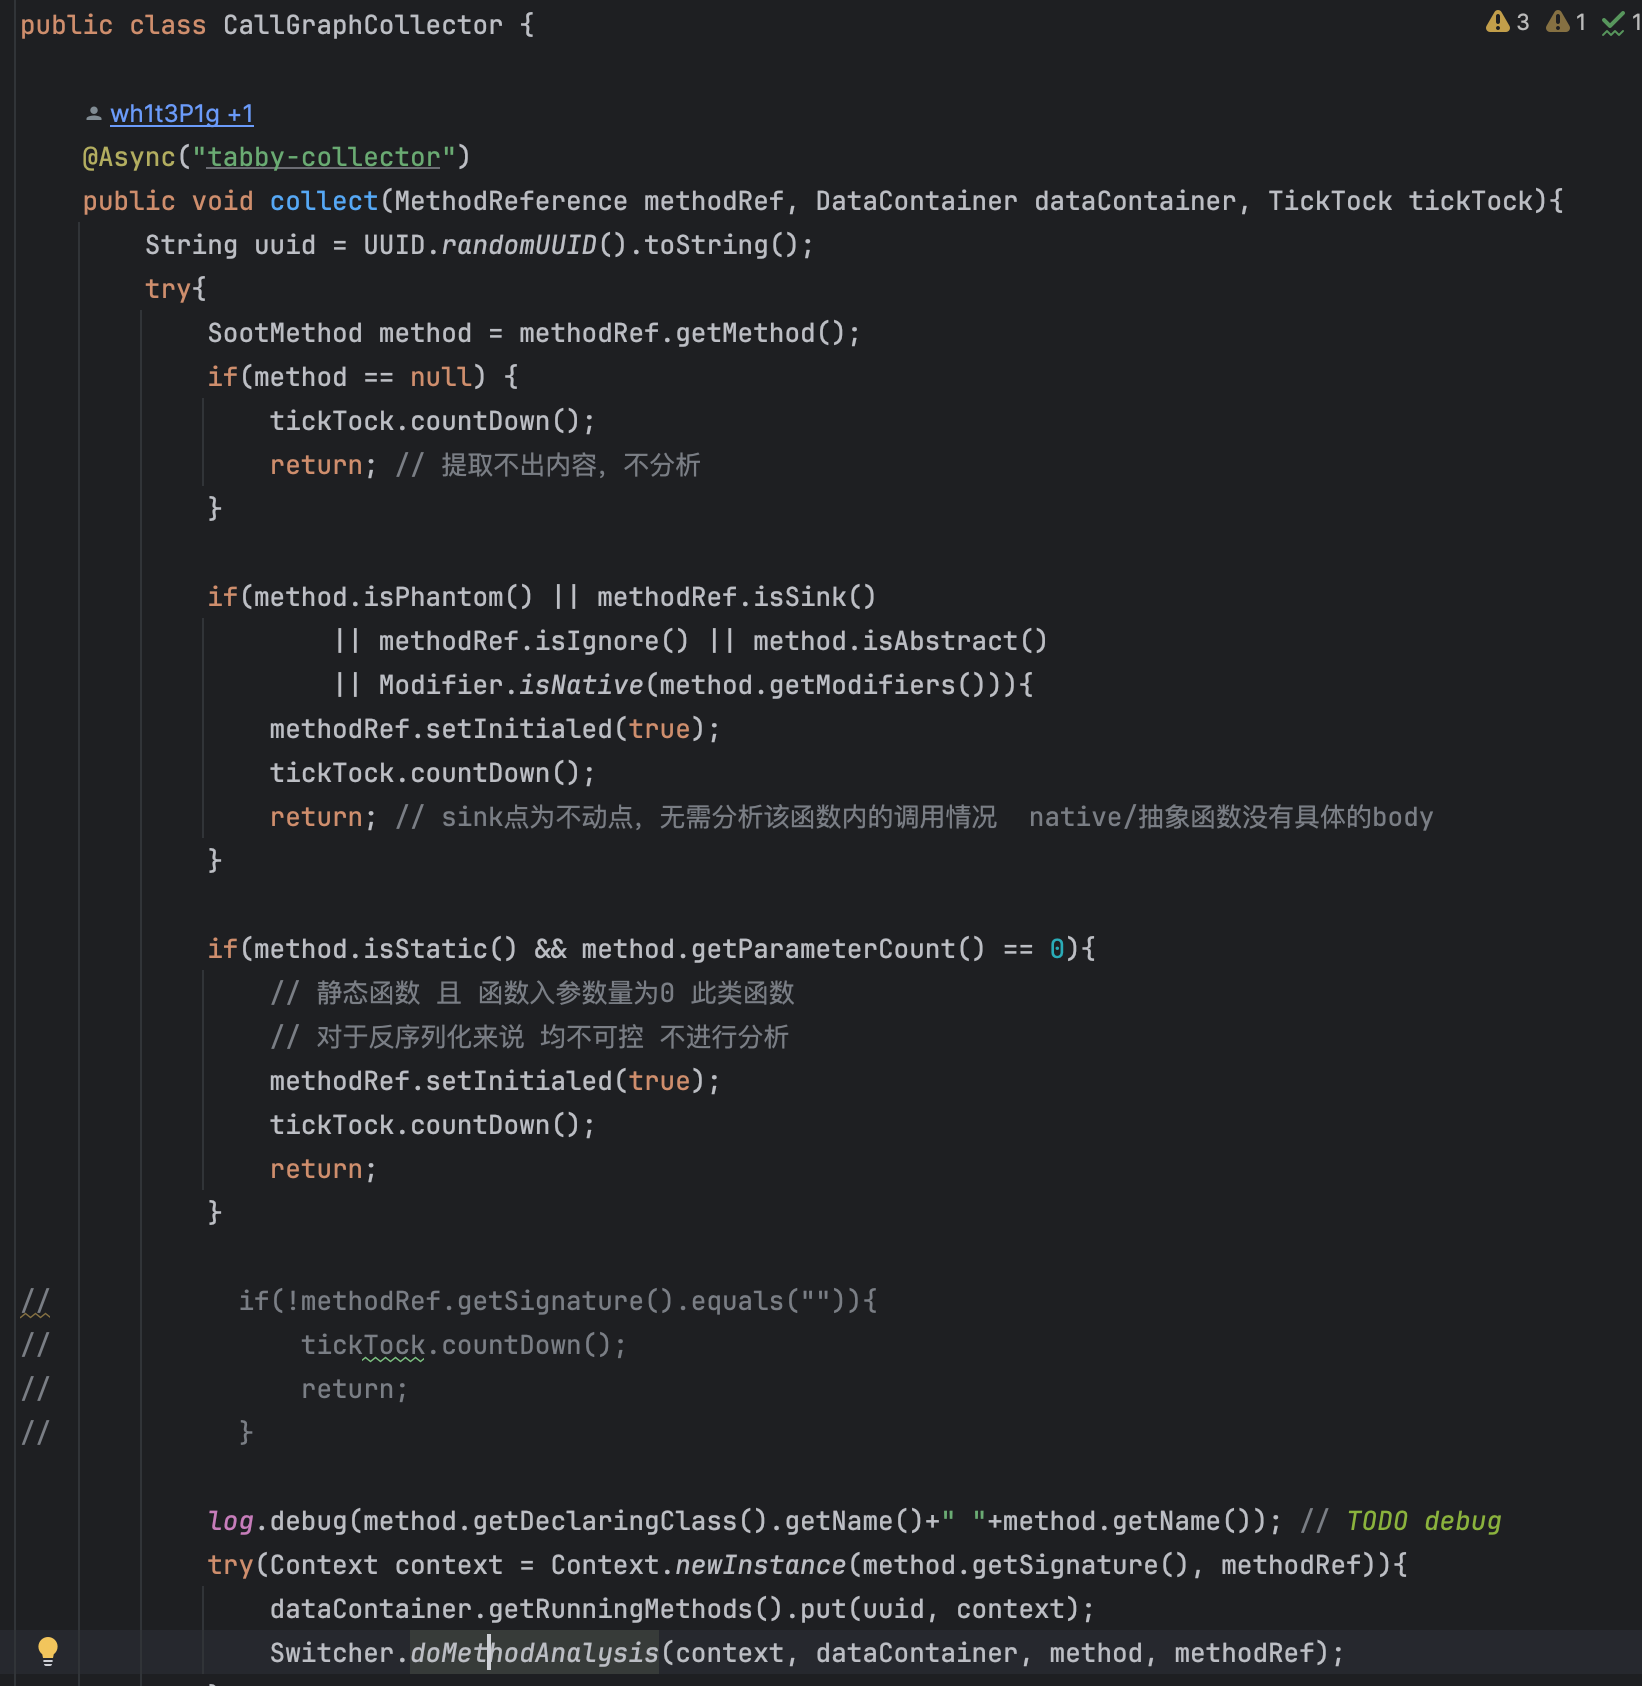 public class CallGraphCollector {
3 1 1
wh1t3P1g +1
@Async("tabby-collector")
public void collect(MethodReference methodRef, DataContainer dataContainer, TickTock tickTock){
String uuid = UUID.randomUUID().toString();
try{
SootMethod method = methodRef.getMethod();
if(method == null) {
tickTock.countDown();
return; // 提取不出内容，不分析
}
if(method.isPhantom() || methodRef.isSink()
|| methodRef.isIgnore() || method.isAbstract()
|| Modifier.isNative(method.getModifiers())){
methodRef.setInitialed(true);
tickTock.countDown();
return; // sink点为不动点，无需分析该函数内的调用情况  native/抽象函数没有具体的body
}
if(method.isStatic() && method.getParameterCount() == 0){
// 静态函数 且 函数入参数量为0 此类函数
// 对于反序列化来说 均不可控 不进行分析
methodRef.setInitialed(true);
tickTock.countDown();
return;
}
// if(!methodRef.getSignature().equals("")){
// tickTock.countDown();
// return;
// }
log.debug(method.getDeclaringClass().getName()+" "+method.getName()); // TODO debug
try(Context context = Context.newInstance(method.getSignature(), methodRef)){
dataContainer.getRunningMethods().put(uuid, context);
Switcher.doMethodAnalysis(context, dataContainer, method, methodRef);